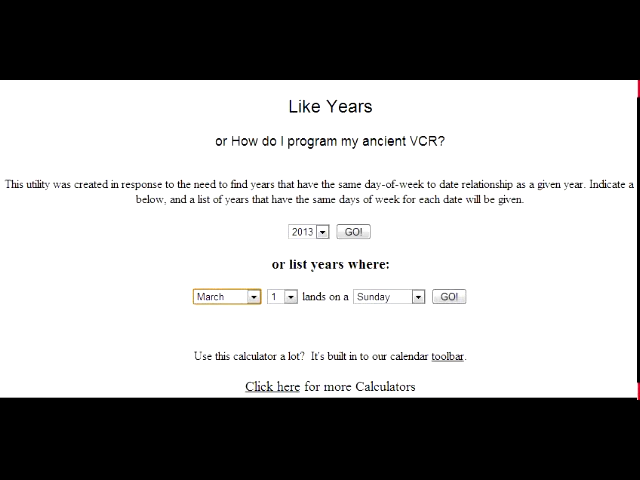 Like Years
or How do I program my ancient VCR?
This utility was created in response to the need to find years that have the same day-of-week to date relationship as a given year. Indicate a
below, and a list of years that have the same days of week for each date will be given.
2013 GO!
or list years where:
March 1 lands on a Sunday GO!
Use this calculator a lot? It's built in to our calendar toolbar.
Click here for more Calculators